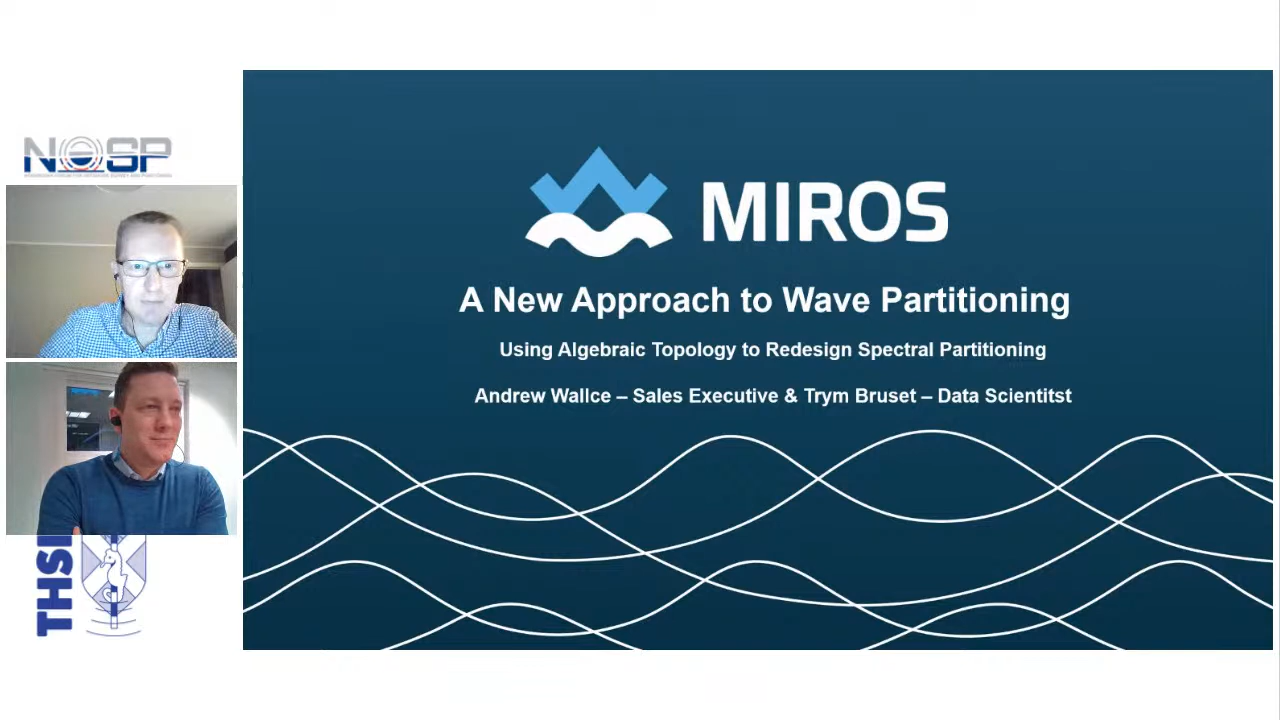 NOSP
MIROS
A New Approach to Wave Partitioning
Using Algebraic Topology to Redesign Spectral Partitioning
Andrew Wallce – Sales Executive & Trym Bruset – Data Scientitst